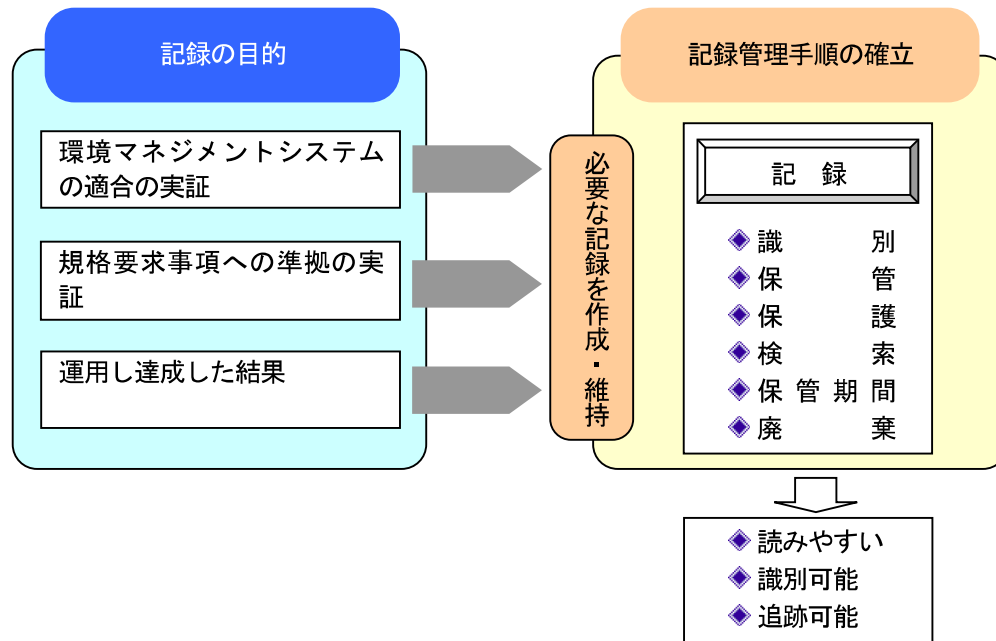 記録の目的
環境マネジメントシステム
の適合の実証
規格要求事項への準拠の実
証
運用し達成した結果
必要な記録を作成・維持
記録管理手順の確立
記 録
識別
保管
保護
検索
保管期間
廃棄
読みやすい
識別可能
追跡可能